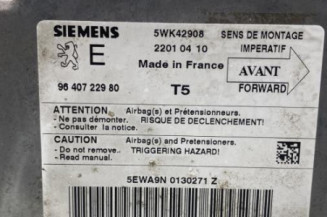 SIEMENS 5WK42908 SENS DE MONTAGE
E 2201 04 10 IMPERATIF
Made in France AVANT
96 407 229 80 T5 FORWARD
ATTENTION Airbag(s) et Prétensionneurs.
- Ne pas démonter. RISQUE DE DECLENCHEMENT!
- Consulter la notice.
CAUTION Airbag(s) and Pretensioners.
- Do not remove. TRIGGERING HAZARD!
- Read manual.
5EWA9N 0130271 Z